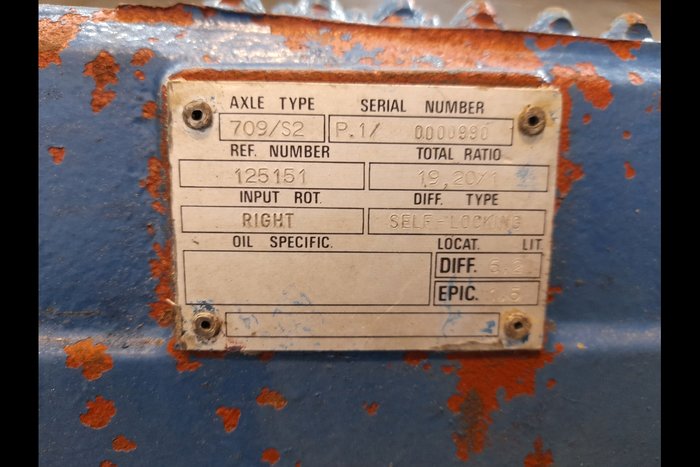 AXLE TYPE SERIAL NUMBER
709/S2 P.1/ 0000990
REF. NUMBER TOTAL RATIO
125151 19,20/1
INPUT ROT. DIFF. TYPE
RIGHT SELF-LOCKING
OIL SPECIFIC. LOCAT. LIT.
DIFF.
EPIC.